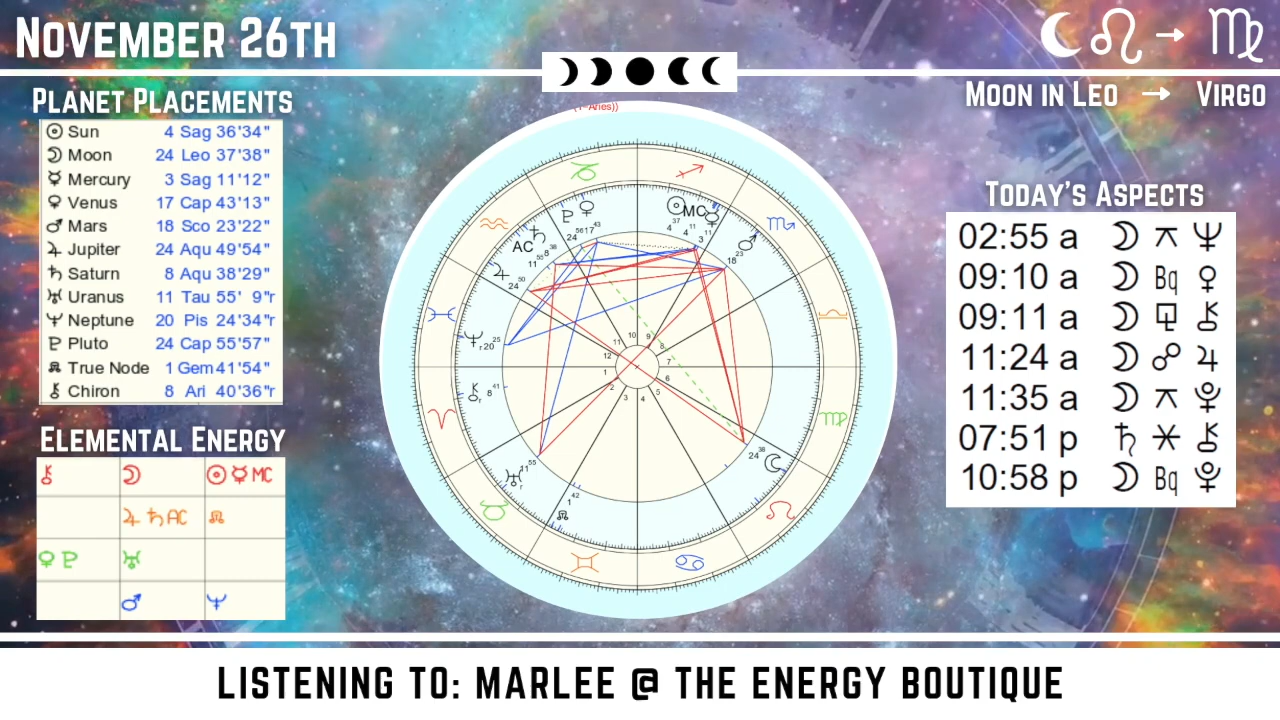 NOVEMBER 26TH
MOON IN LEO → VIRGO
PLANET PLACEMENTS
☉ Sun 4 Sag 36'34"
☽ Moon 24 Leo 37'38"
☿ Mercury 3 Sag 11'12"
♀ Venus 17 Cap 43'13"
♂ Mars 18 Sco 23'22"
♃ Jupiter 24 Aqu 49'54"
♄ Saturn 8 Aqu 38'29"
♅ Uranus 11 Tau 55' 9"r
♆ Neptune 20 Pis 24'34"r
♇ Pluto 24 Cap 55'57"
☊ True Node 1 Gem 41'54"
⚷ Chiron 8 Ari 40'36"r
ELEMENTAL ENERGY
⚷ ☽ ☉ ☿ MC
♃ ♄ AC ☊
♀ ♇ ♅
♂ ♆
TODAY'S ASPECTS
02:55 a ☽ ⚻ ♆
09:10 a ☽ Bq ♀
09:11 a ☽ ⚼ ⚷
11:24 a ☽ ☍ ♃
11:35 a ☽ ⚻ ♇
07:51 p ♄ ⚹ ⚷
10:58 p ☽ Bq ♇
MC
AC
LISTENING TO: MARLEE @ THE ENERGY BOUTIQUE